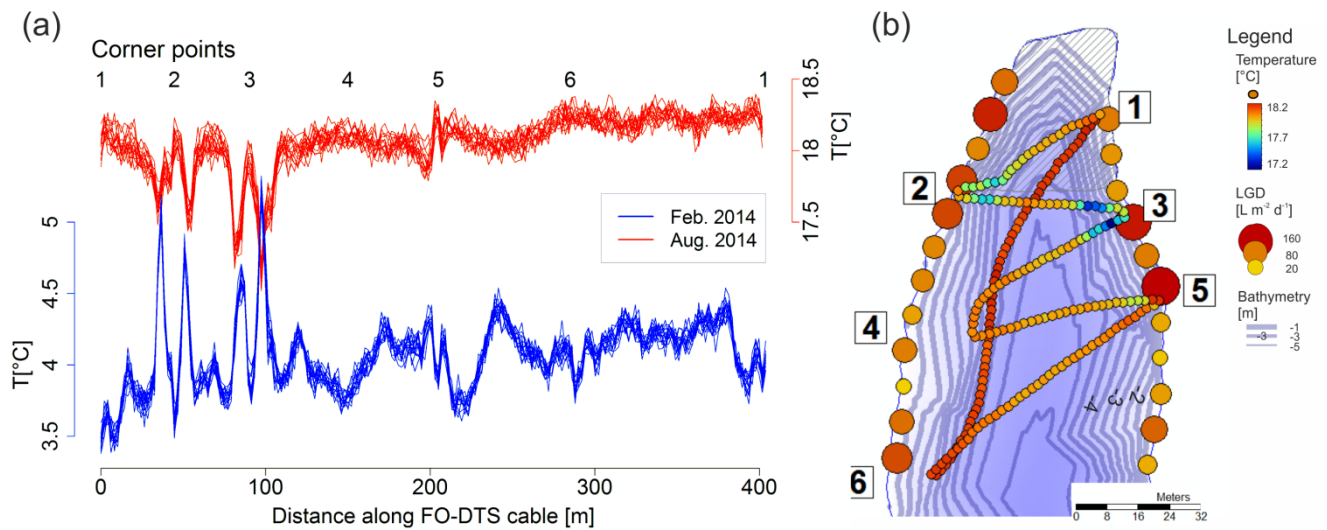 (a)
Corner points
1 2 3 4 5 6 1
18.5
18
17.5
T[°C]
5
4.5
4
3.5
T[°C]
Feb. 2014
Aug. 2014
0 100 200 300 400
Distance along FO-DTS cable [m]
(b)
1
2
3
5
4
6
-4 -3 -2
Meters
0 8 16 24 32
Legend
Temperature
[°C]
18.2
17.7
17.2
LGD
[L m⁻² d⁻¹]
160
80
20
Bathymetry
[m]
-1
-3 -3
-5